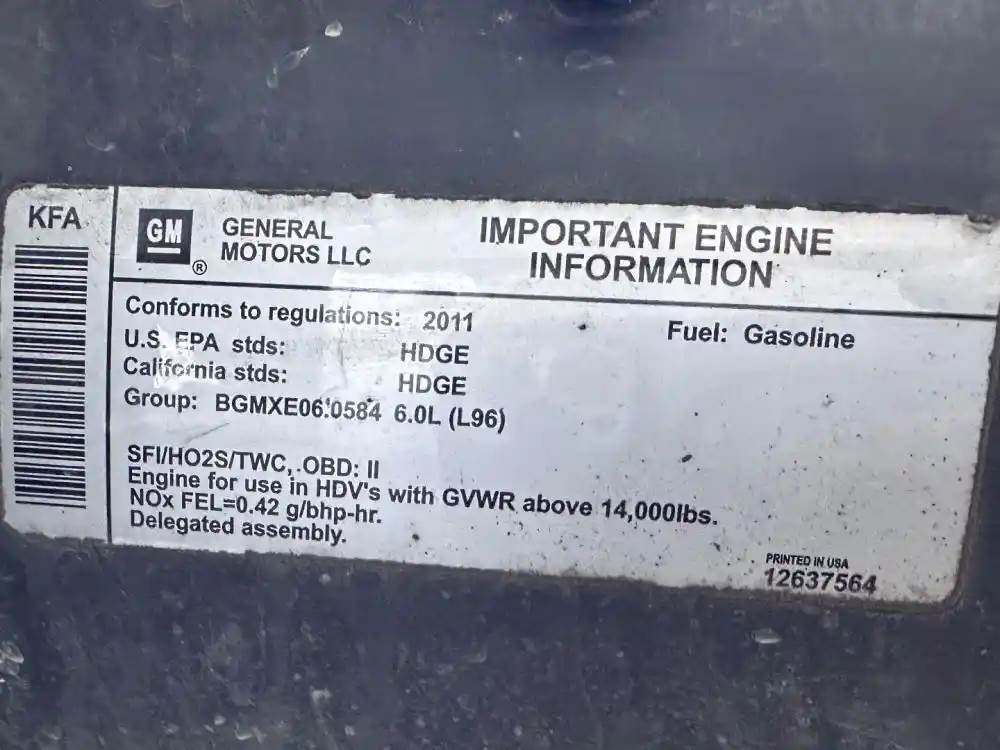 KFA
GM
®
GENERAL
MOTORS LLC
IMPORTANT ENGINE
INFORMATION
Conforms to regulations: 2011
U.S. EPA stds: HDGE
California stds: HDGE
Group: BGMXE06.0584 6.0L (L96)
Fuel: Gasoline
SFI/HO2S/TWC, OBD: II
Engine for use in HDV's with GVWR above 14,000lbs.
NOx FEL=0.42 g/bhp-hr.
Delegated assembly.
PRINTED IN USA
12637564